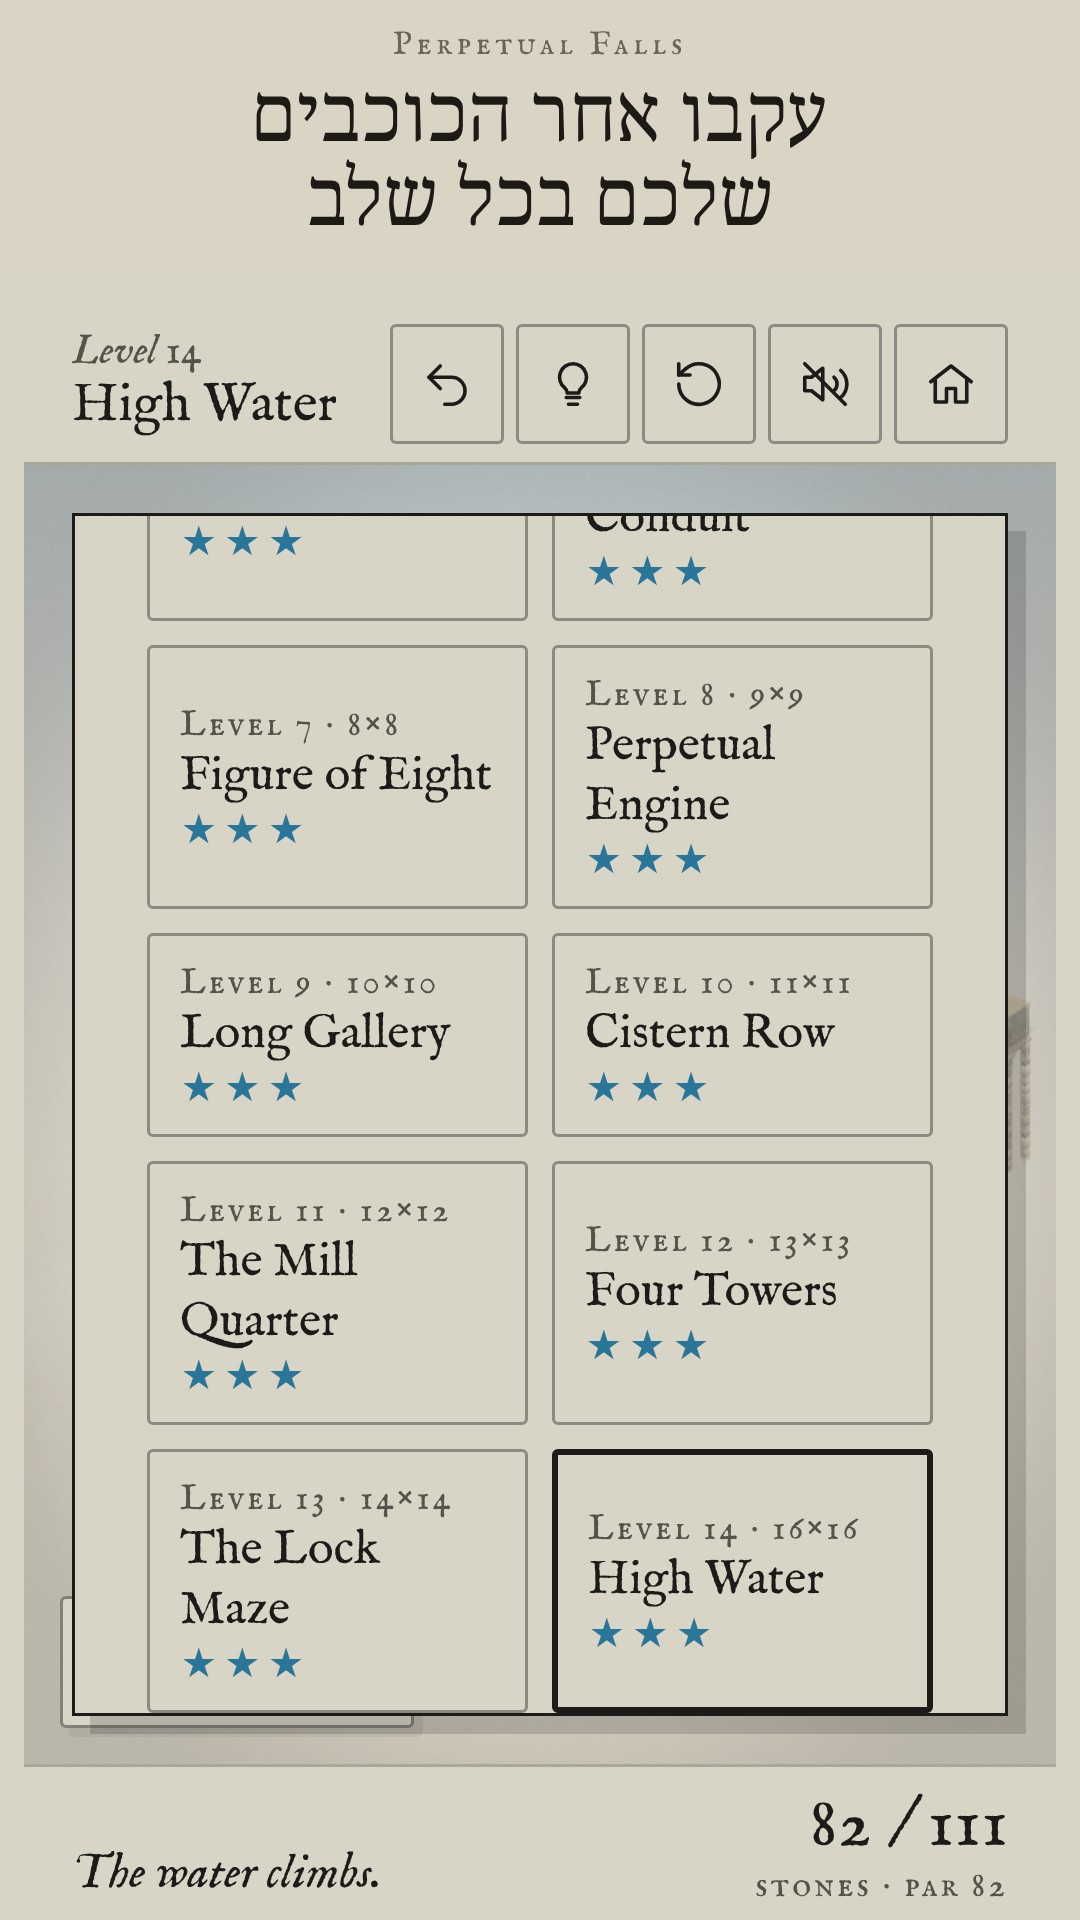 Perpetual Falls
עקבו אחר הכוכבים
שלכם בכל שלב
Level 14
High Water
Conduit
★ ★ ★
★ ★ ★
Level 7 · 8×8
Figure of Eight
★ ★ ★
Level 8 · 9×9
Perpetual
Engine
★ ★ ★
Level 9 · 10×10
Long Gallery
★ ★ ★
Level 10 · 11×11
Cistern Row
★ ★ ★
Level 11 · 12×12
The Mill
Quarter
★ ★ ★
Level 12 · 13×13
Four Towers
★ ★ ★
Level 13 · 14×14
The Lock
Maze
★ ★ ★
Level 14 · 16×16
High Water
★ ★ ★
The water climbs.
82 / 111
stones · par 82